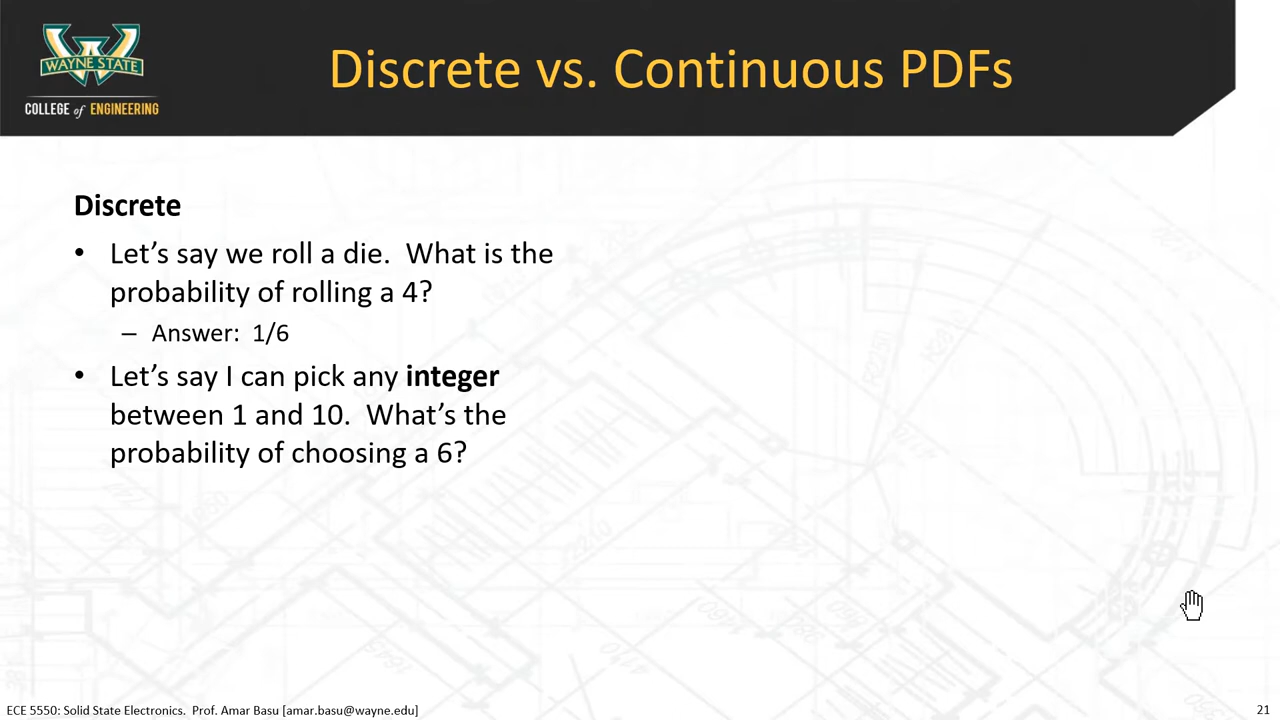 WAYNE STATE
COLLEGE of ENGINEERING
Discrete vs. Continuous PDFs
Discrete
• Let’s say we roll a die.  What is the
probability of rolling a 4?
– Answer:  1/6
• Let’s say I can pick any integer
between 1 and 10.  What’s the
probability of choosing a 6?
ECE 5550: Solid State Electronics.  Prof. Amar Basu [amar.basu@wayne.edu]
21